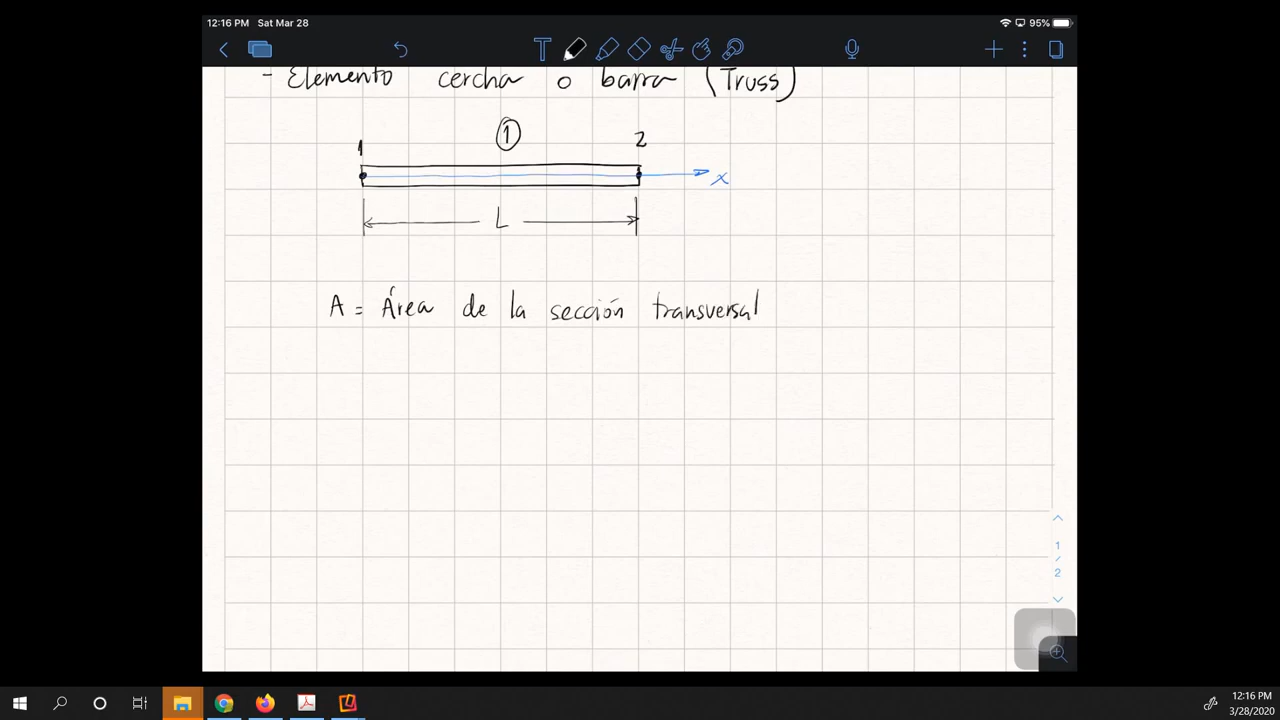 12:16 PM Sat Mar 28
95%
- Elemento cercha o barra (Truss)
1
1 2
x
L
A = Área de la sección transversal
1
/
2
12:16 PM
3/28/2020